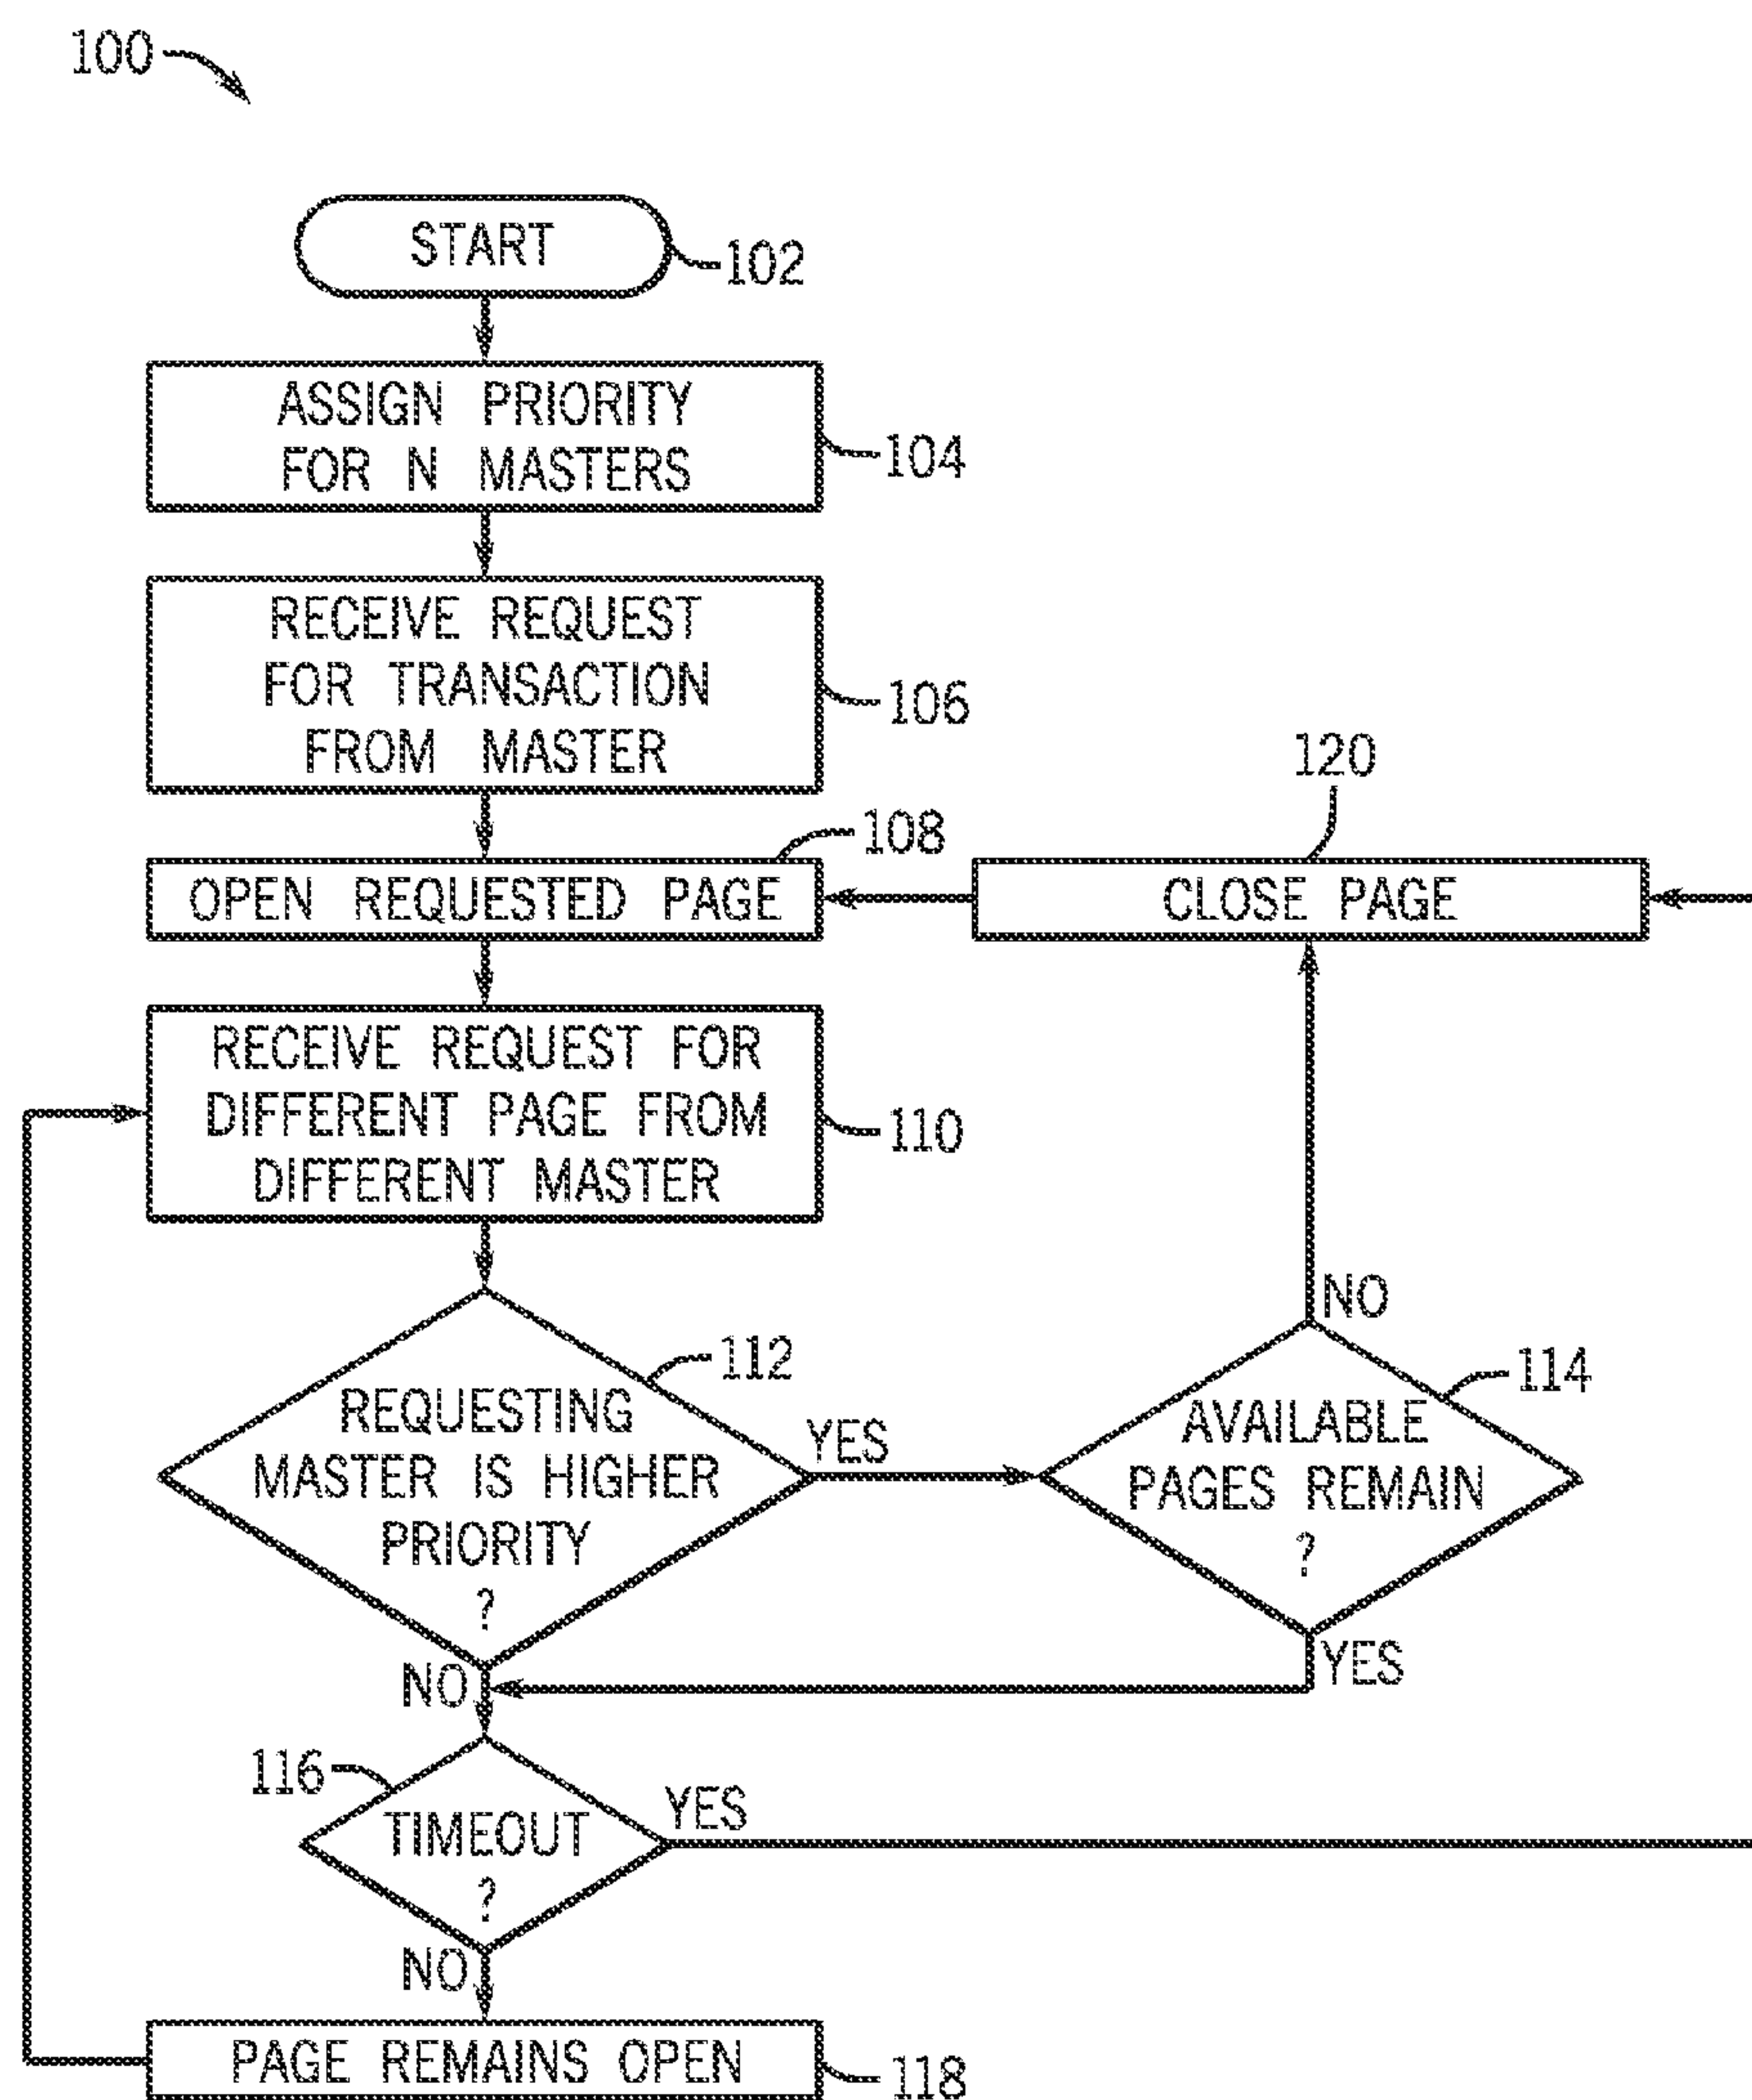 100
START
102
ASSIGN PRIORITY
FOR N MASTERS
104
RECEIVE REQUEST
FOR TRANSACTION
FROM MASTER
106
120
108
OPEN REQUESTED PAGE
CLOSE PAGE
RECEIVE REQUEST FOR
DIFFERENT PAGE FROM
DIFFERENT MASTER
110
NO
112
114
REQUESTING
MASTER IS HIGHER
PRIORITY
?
YES
AVAILABLE
PAGES REMAIN
?
NO
YES
116
TIMEOUT
?
YES
NO
PAGE REMAINS OPEN
118